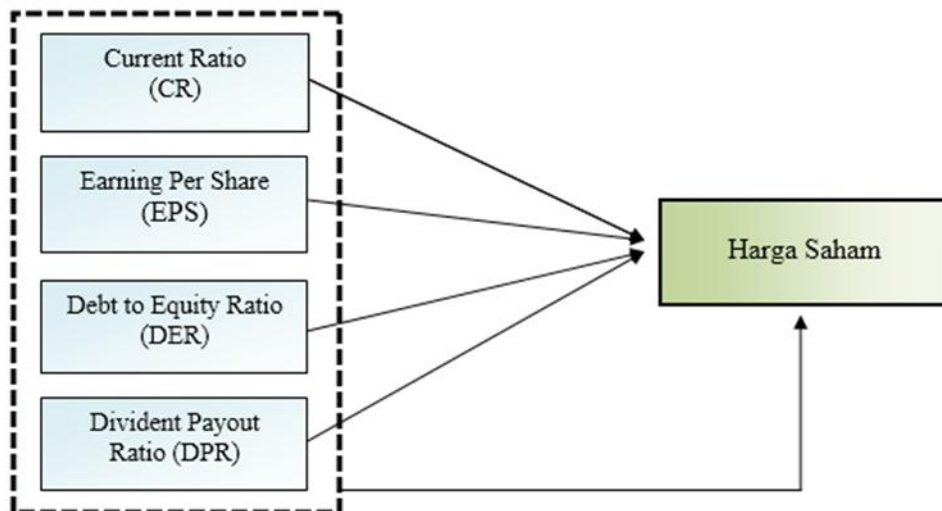 Current Ratio
(CR)
Earning Per Share
(EPS)
Debt to Equity Ratio
(DER)
Divident Payout
Ratio (DPR)
Harga Saham